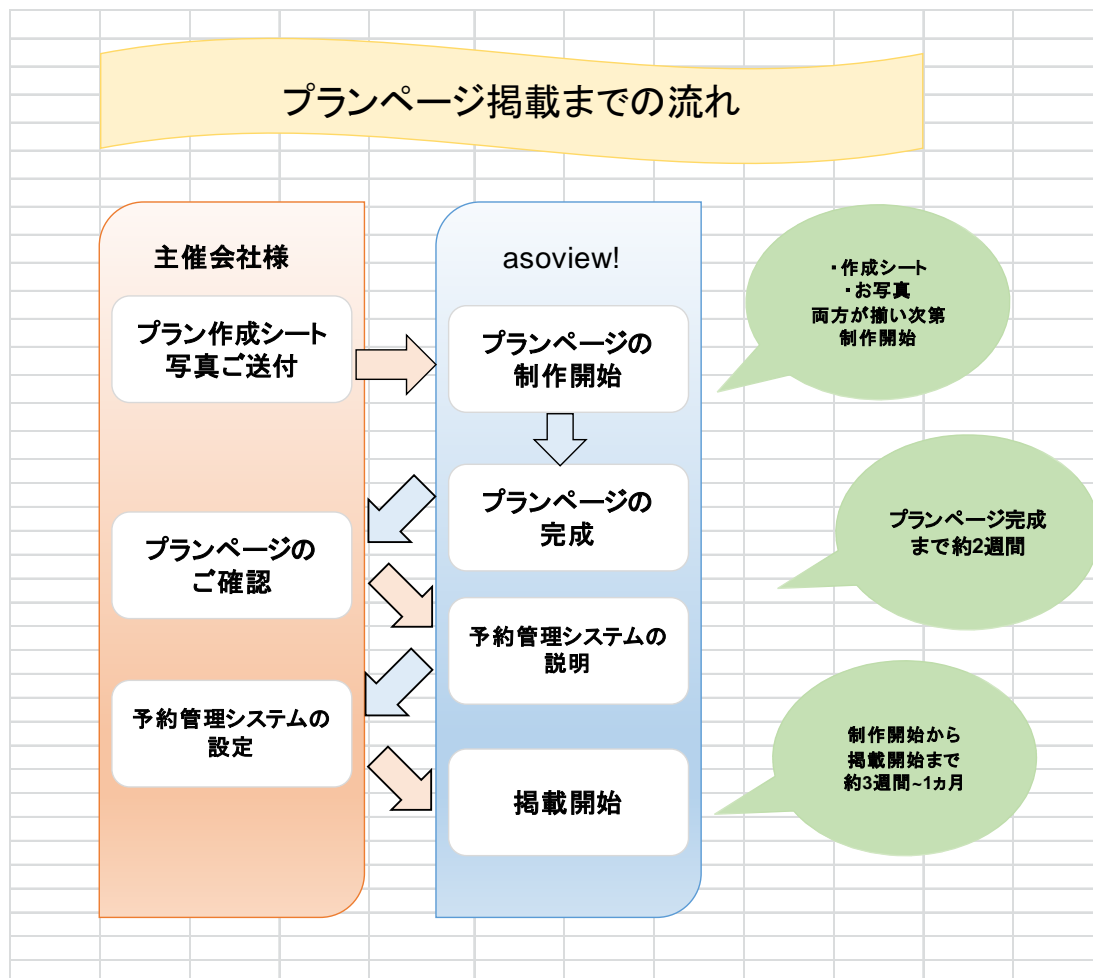 プランページ掲載までの流れ
主催会社様
asoview!
プラン作成シート
写真ご送付
プランページの
制作開始
・作成シート
・お写真
両方が揃い次第
制作開始
プランページの
完成
プランページの
ご確認
プランページ完成
まで約2週間
予約管理システムの
説明
予約管理システムの
設定
掲載開始
制作開始から
掲載開始まで
約3週間~1ヵ月